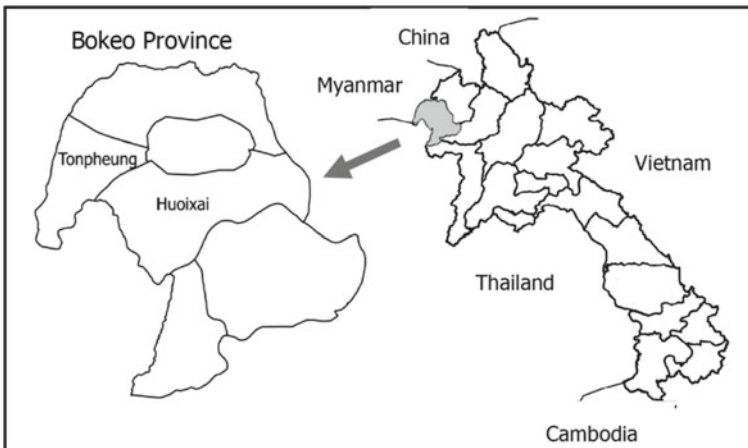 Bokeo Province
Tonpheung
Huoixai
China
Myanmar
Vietnam
Thailand
Cambodia